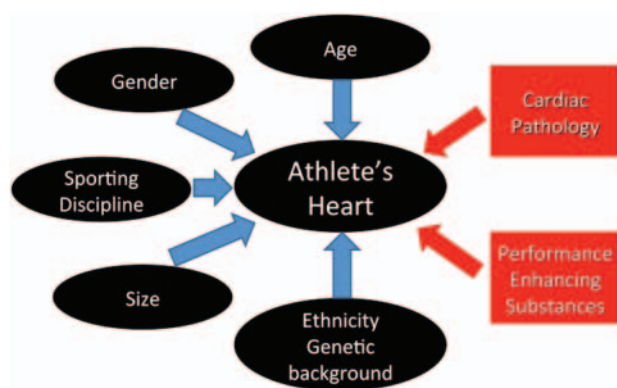 Age
Gender
Cardiac
Pathology
Sporting
Discipline
Athlete's
Heart
Size
Performance
Enhancing
Substances
Ethnicity
Genetic
background